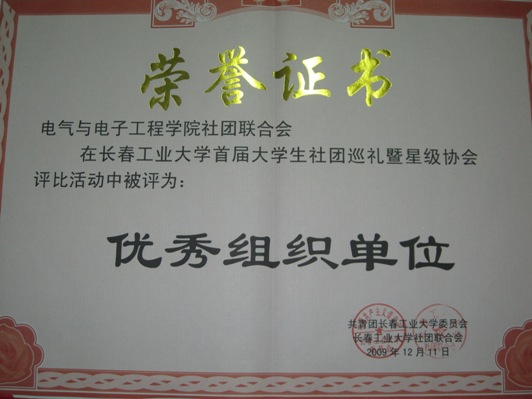 荣誉证书
电气与电子工程学院社团联合会
在长春工业大学首届大学生社团巡礼暨星级协会
评比活动中被评为：
优秀组织单位
共青团长春工业大学委员会
长春工业大学社团联合会
2009年12月11日